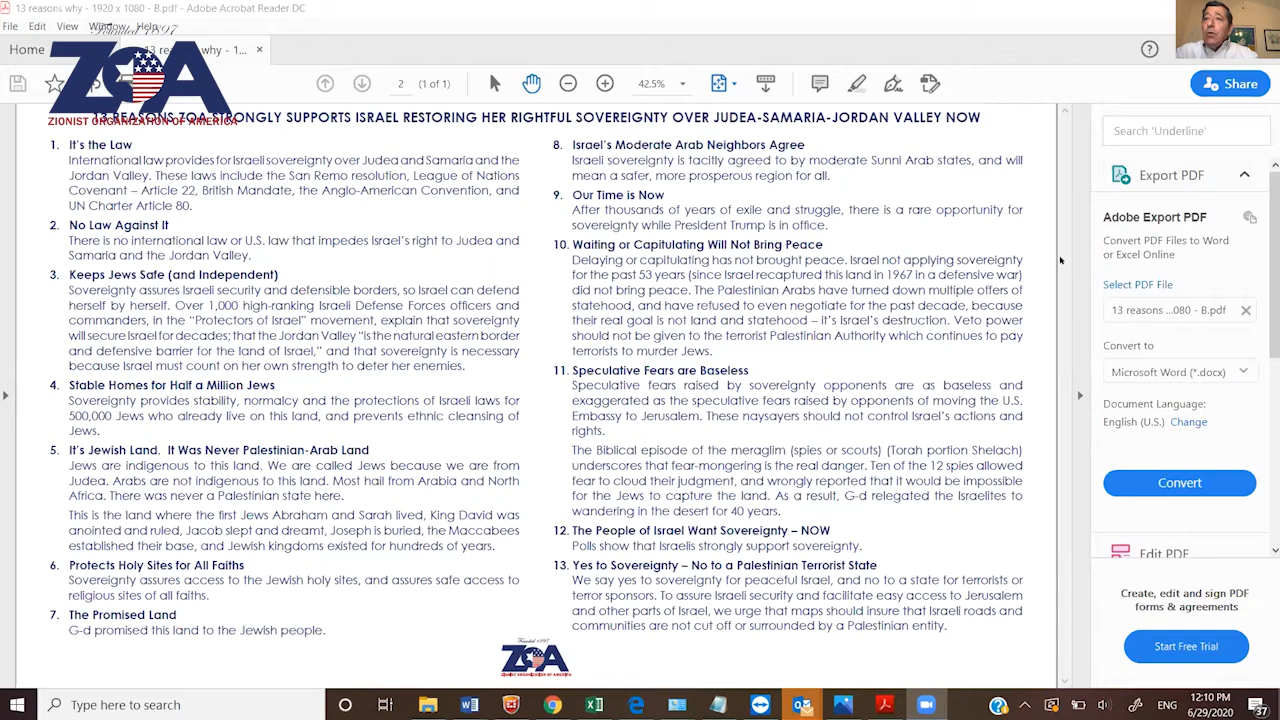 13 reasons why - 1920 x 1080 - B.pdf - Adobe Acrobat Reader DC
File Edit View Window Help
Founded 1897
Home
13 reasons why - 1... ×
ZOA
ZIONIST ORGANIZATION OF AMERICA
2 (1 of 1)
42.5%
Share
13 REASONS ZOA STRONGLY SUPPORTS ISRAEL RESTORING HER RIGHTFUL SOVEREIGNTY OVER JUDEA-SAMARIA-JORDAN VALLEY NOW
1. It's the Law
International law provides for Israeli sovereignty over Judea and Samaria and the
Jordan Valley. These laws include the San Remo resolution, League of Nations
Covenant – Article 22, British Mandate, the Anglo-American Convention, and
UN Charter Article 80.
2. No Law Against It
There is no international law or U.S. law that impedes Israel's right to Judea and
Samaria and the Jordan Valley.
3. Keeps Jews Safe (and Independent)
Sovereignty assures Israeli security and defensible borders, so Israel can defend
herself by herself. Over 1,000 high-ranking Israeli Defense Forces officers and
commanders, in the “Protectors of Israel” movement, explain that sovereignty
will secure Israel for decades; that the Jordan Valley “is the natural eastern border
and defensive barrier for the land of Israel,” and that sovereignty is necessary
because Israel must count on her own strength to deter her enemies.
4. Stable Homes for Half a Million Jews
Sovereignty provides stability, normalcy and the protections of Israeli laws for
500,000 Jews who already live on this land, and prevents ethnic cleansing of
Jews.
5. It's Jewish Land. It Was Never Palestinian-Arab Land
Jews are indigenous to this land. We are called Jews because we are from
Judea. Arabs are not indigenous to this land. Most hail from Arabia and North
Africa. There was never a Palestinian state here.
This is the land where the first Jews Abraham and Sarah lived, King David was
anointed and ruled, Jacob slept and dreamt, Joseph is buried, the Maccabees
established their base, and Jewish kingdoms existed for hundreds of years.
6. Protects Holy Sites for All Faiths
Sovereignty assures access to the Jewish holy sites, and assures safe access to
religious sites of all faiths.
7. The Promised Land
G-d promised this land to the Jewish people.
8. Israel's Moderate Arab Neighbors Agree
Israeli sovereignty is tacitly agreed to by moderate Sunni Arab states, and will
mean a safer, more prosperous region for all.
9. Our Time is Now
After thousands of years of exile and struggle, there is a rare opportunity for
sovereignty while President Trump is in office.
10. Waiting or Capitulating Will Not Bring Peace
Delaying or capitulating has not brought peace. Israel not applying sovereignty
for the past 53 years (since Israel recaptured this land in 1967 in a defensive war)
did not bring peace. The Palestinian Arabs have turned down multiple offers of
statehood, and have refused to even negotiate for the past decade, because
their real goal is not land and statehood – it's Israel's destruction. Veto power
should not be given to the terrorist Palestinian Authority which continues to pay
terrorists to murder Jews.
11. Speculative Fears are Baseless
Speculative fears raised by sovereignty opponents are as baseless and
exaggerated as the speculative fears raised by opponents of moving the U.S.
Embassy to Jerusalem. These naysayers should not control Israel's actions and
rights.
The Biblical episode of the meraglim (spies or scouts) (Torah portion Shelach)
underscores that fear-mongering is the real danger. Ten of the 12 spies allowed
fear to cloud their judgment, and wrongly reported that it would be impossible
for the Jews to capture the land. As a result, G-d relegated the Israelites to
wandering in the desert for 40 years.
12. The People of Israel Want Sovereignty – NOW
Polls show that Israelis strongly support sovereignty.
13. Yes to Sovereignty – No to a Palestinian Terrorist State
We say yes to sovereignty for peaceful Israel, and no to a state for terrorists or
terror sponsors. To assure Israeli security and facilitate easy access to Jerusalem
and other parts of Israel, we urge that maps should insure that Israeli roads and
communities are not cut off or surrounded by a Palestinian entity.
Founded 1897
ZOA
ZIONIST ORGANIZATION OF AMERICA
Search 'Underline'
Export PDF
Adobe Export PDF
Convert PDF Files to Word
or Excel Online
Select PDF File
13 reasons ...080 - B.pdf
Convert to
Microsoft Word (*.docx)
Document Language:
English (U.S.) Change
Convert
Edit PDF
Create, edit and sign PDF
forms & agreements
Start Free Trial
Type here to search
12:10 PM
6/29/2020
37